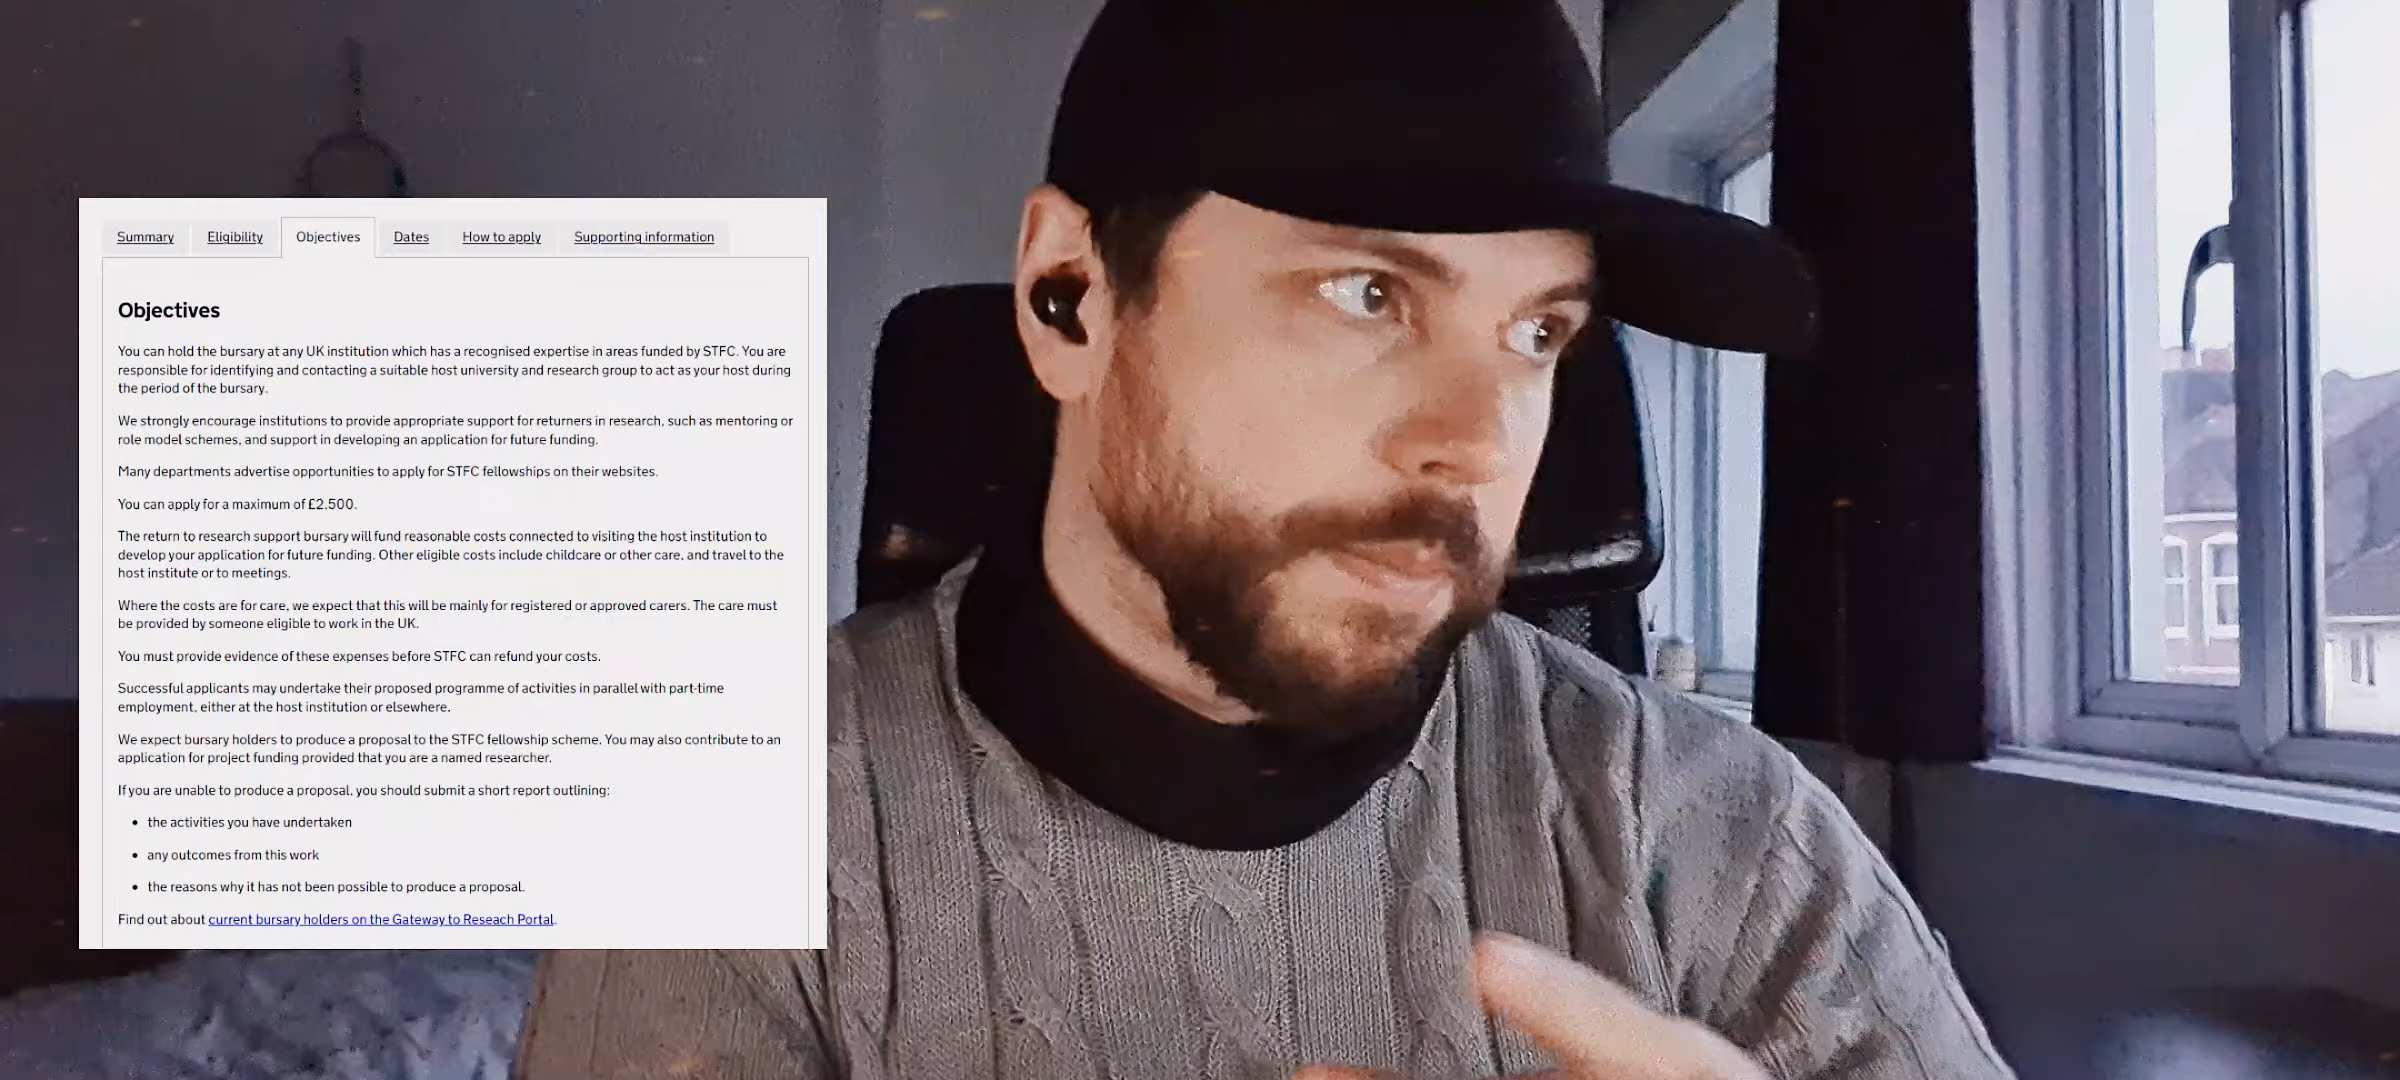 Summary Eligibility Objectives Dates How to apply Supporting information
Objectives
You can hold the bursary at any UK institution which has a recognised expertise in areas funded by STFC. You are
responsible for identifying and contacting a suitable host university and research group to act as your host during
the period of the bursary.
We strongly encourage institutions to provide appropriate support for returners in research, such as mentoring or
role model schemes, and support in developing an application for future funding.
Many departments advertise opportunities to apply for STFC fellowships on their websites.
You can apply for a maximum of £2,500.
The return to research support bursary will fund reasonable costs connected to visiting the host institution to
develop your application for future funding. Other eligible costs include childcare or other care, and travel to the
host institute or to meetings.
Where the costs are for care, we expect that this will be mainly for registered or approved carers. The care must
be provided by someone eligible to work in the UK.
You must provide evidence of these expenses before STFC can refund your costs.
Successful applicants may undertake their proposed programme of activities in parallel with part-time
employment, either at the host institution or elsewhere.
We expect bursary holders to produce a proposal to the STFC fellowship scheme. You may also contribute to an
application for project funding provided that you are a named researcher.
If you are unable to produce a proposal, you should submit a short report outlining:
• the activities you have undertaken
• any outcomes from this work
• the reasons why it has not been possible to produce a proposal.
Find out about current bursary holders on the Gateway to Reseach Portal.